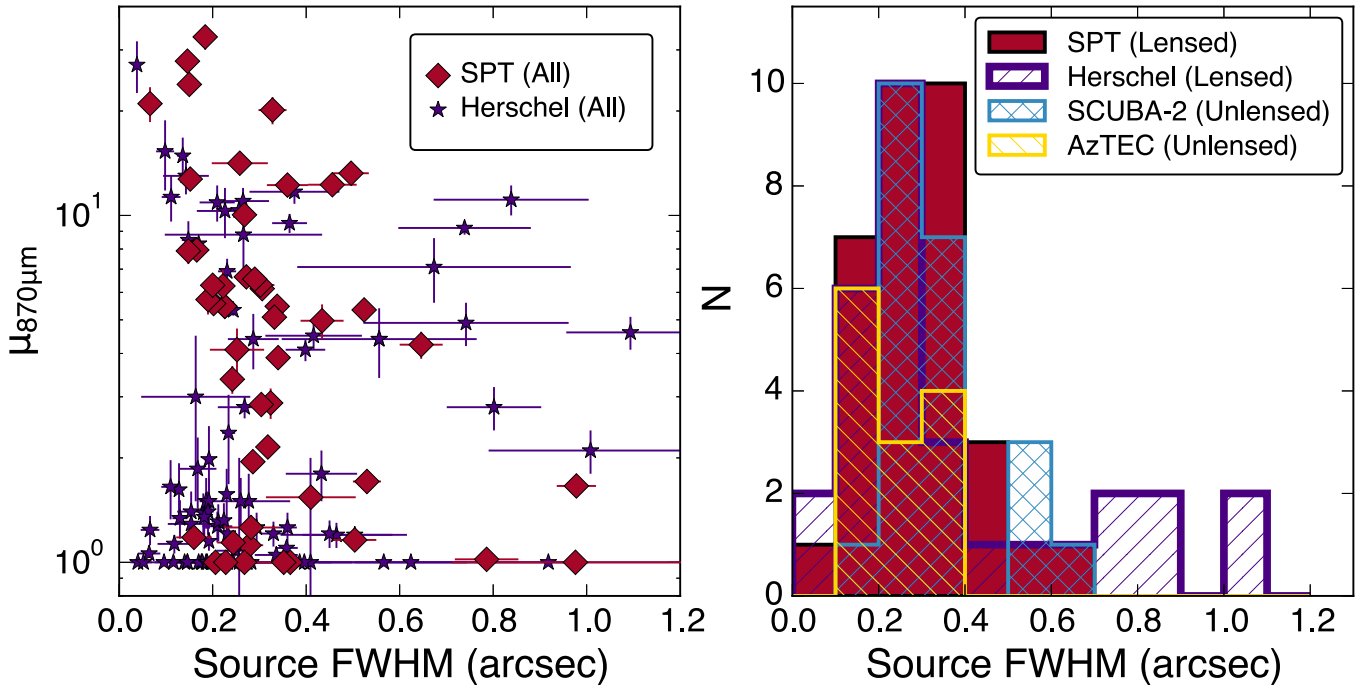 μ870μm
10¹
10⁰
SPT (All)
Herschel (All)
0.0 0.2 0.4 0.6 0.8 1.0 1.2
Source FWHM (arcsec)
N
10
8
6
4
2
0
SPT (Lensed)
Herschel (Lensed)
SCUBA-2 (Unlensed)
AzTEC (Unlensed)
0.0 0.2 0.4 0.6 0.8 1.0 1.2
Source FWHM (arcsec)